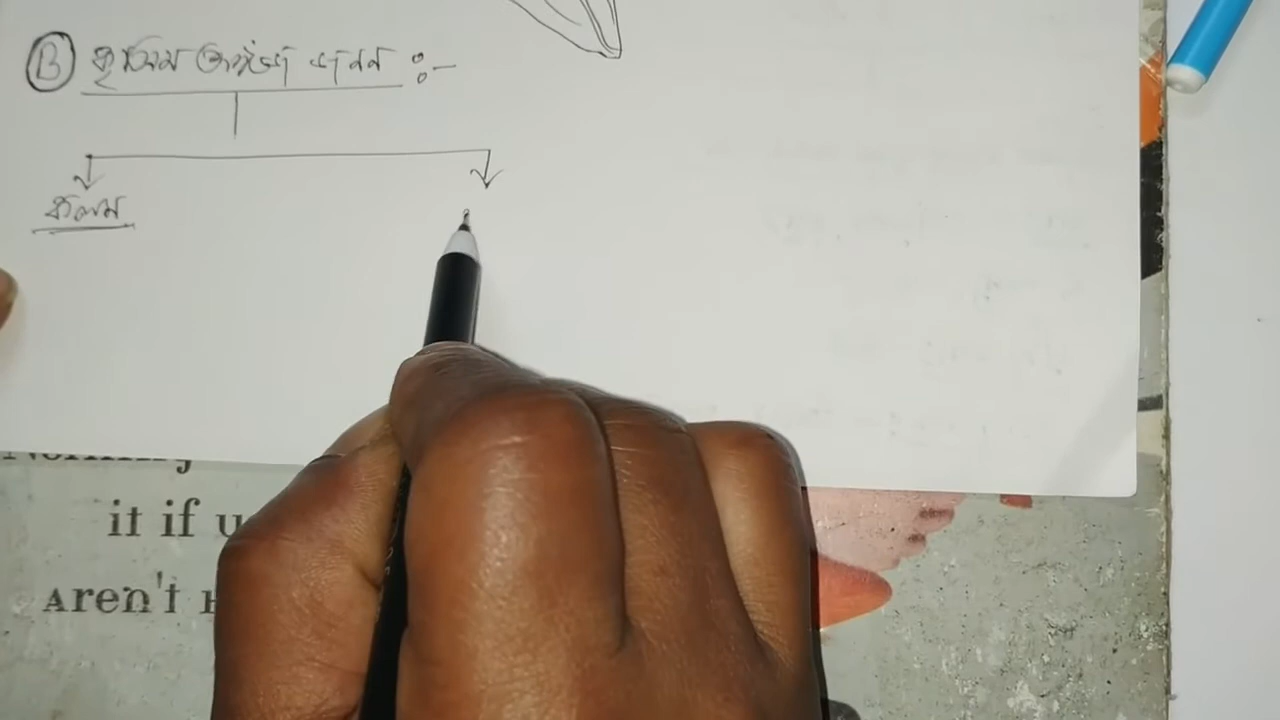 Ⓑ কৃত্রিম অঙ্গজ জনন :-
কলম
it if u
Aren't